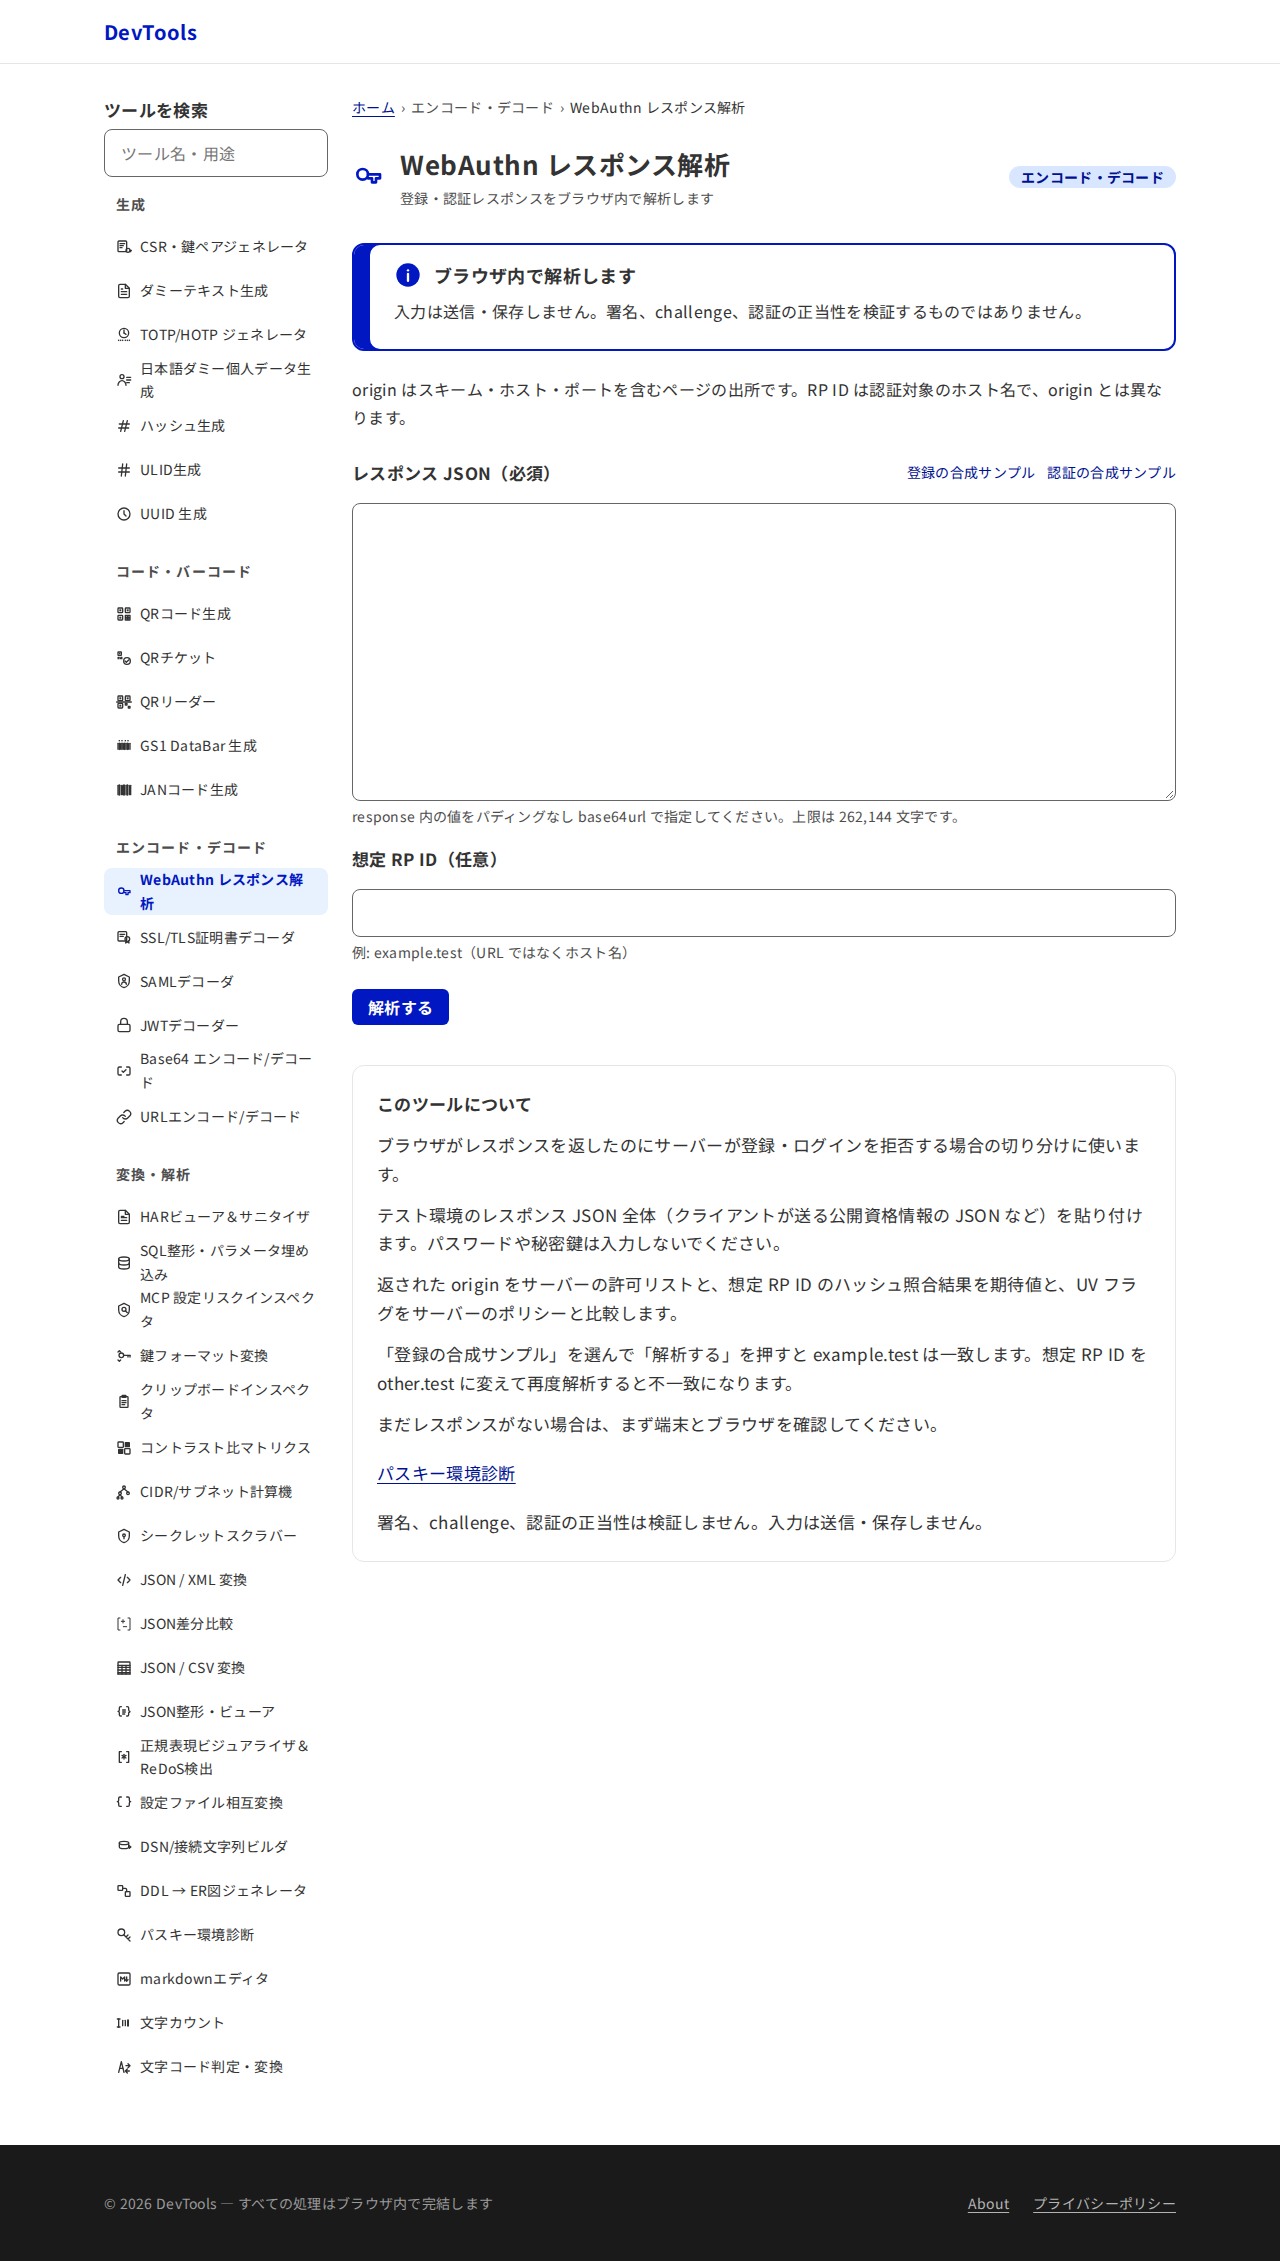 DevTools
ツールを検索
ツール名・用途
生成
CSR・鍵ペアジェネレータ
ダミーテキスト生成
TOTP/HOTP ジェネレータ
日本語ダミー個人データ生
成
ハッシュ生成
ULID生成
UUID 生成
コード・バーコード
QRコード生成
QRチケット
QRリーダー
GS1 DataBar 生成
JANコード生成
エンコード・デコード
WebAuthn レスポンス解
析
SSL/TLS証明書デコーダ
SAMLデコーダ
JWTデコーダー
Base64 エンコード/デコー
ド
URLエンコード/デコード
変換・解析
HARビューア＆サニタイザ
SQL整形・パラメータ埋め
込み
MCP 設定リスクインスペク
タ
鍵フォーマット変換
クリップボードインスペク
タ
コントラスト比マトリクス
CIDR/サブネット計算機
シークレットスクラバー
JSON / XML 変換
JSON差分比較
JSON / CSV 変換
JSON整形・ビューア
正規表現ビジュアライザ＆
ReDoS検出
設定ファイル相互変換
DSN/接続文字列ビルダ
DDL → ER図ジェネレータ
パスキー環境診断
markdownエディタ
文字カウント
文字コード判定・変換
ホーム › エンコード・デコード › WebAuthn レスポンス解析
WebAuthn レスポンス解析
登録・認証レスポンスをブラウザ内で解析します
エンコード・デコード
ブラウザ内で解析します
入力は送信・保存しません。署名、challenge、認証の正当性を検証するものではありません。
origin はスキーム・ホスト・ポートを含むページの出所です。RP ID は認証対象のホスト名で、origin とは異な
ります。
レスポンス JSON（必須）
登録の合成サンプル 認証の合成サンプル
response 内の値をパディングなし base64url で指定してください。上限は 262,144 文字です。
想定 RP ID（任意）
例: example.test（URL ではなくホスト名）
解析する
このツールについて
ブラウザがレスポンスを返したのにサーバーが登録・ログインを拒否する場合の切り分けに使いま
す。
テスト環境のレスポンス JSON 全体（クライアントが送る公開資格情報の JSON など）を貼り付け
ます。パスワードや秘密鍵は入力しないでください。
返された origin をサーバーの許可リストと、想定 RP ID のハッシュ照合結果を期待値と、UV フラ
グをサーバーのポリシーと比較します。
「登録の合成サンプル」を選んで「解析する」を押すと example.test は一致します。想定 RP ID を
other.test に変えて再度解析すると不一致になります。
まだレスポンスがない場合は、まず端末とブラウザを確認してください。
パスキー環境診断
署名、challenge、認証の正当性は検証しません。入力は送信・保存しません。
© 2026 DevTools — すべての処理はブラウザ内で完結します
About プライバシーポリシー